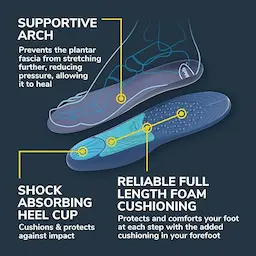 SUPPORTIVE
ARCH
Prevents the plantar
fascia from stretching
further, reducing
pressure, allowing
it to heal
SHOCK
ABSORBING
HEEL CUP
Cushions & protects
against impact
RELIABLE FULL
LENGTH FOAM
CUSHIONING
Protects and comforts your foot
at each step with the added
cushioning in your forefoot